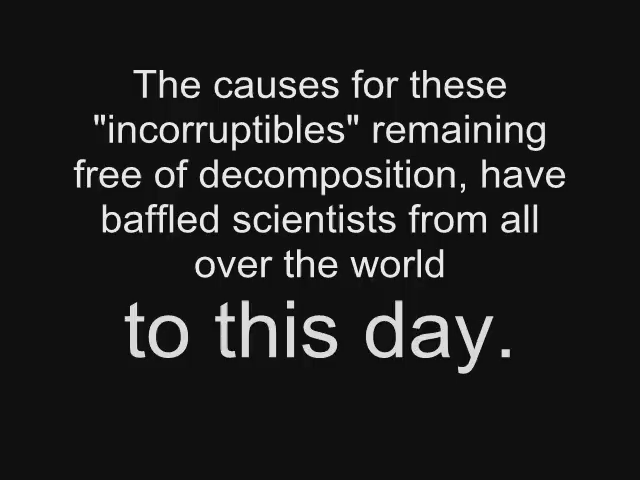 The causes for these
"incorruptibles" remaining
free of decomposition, have
baffled scientists from all
over the world
to this day.